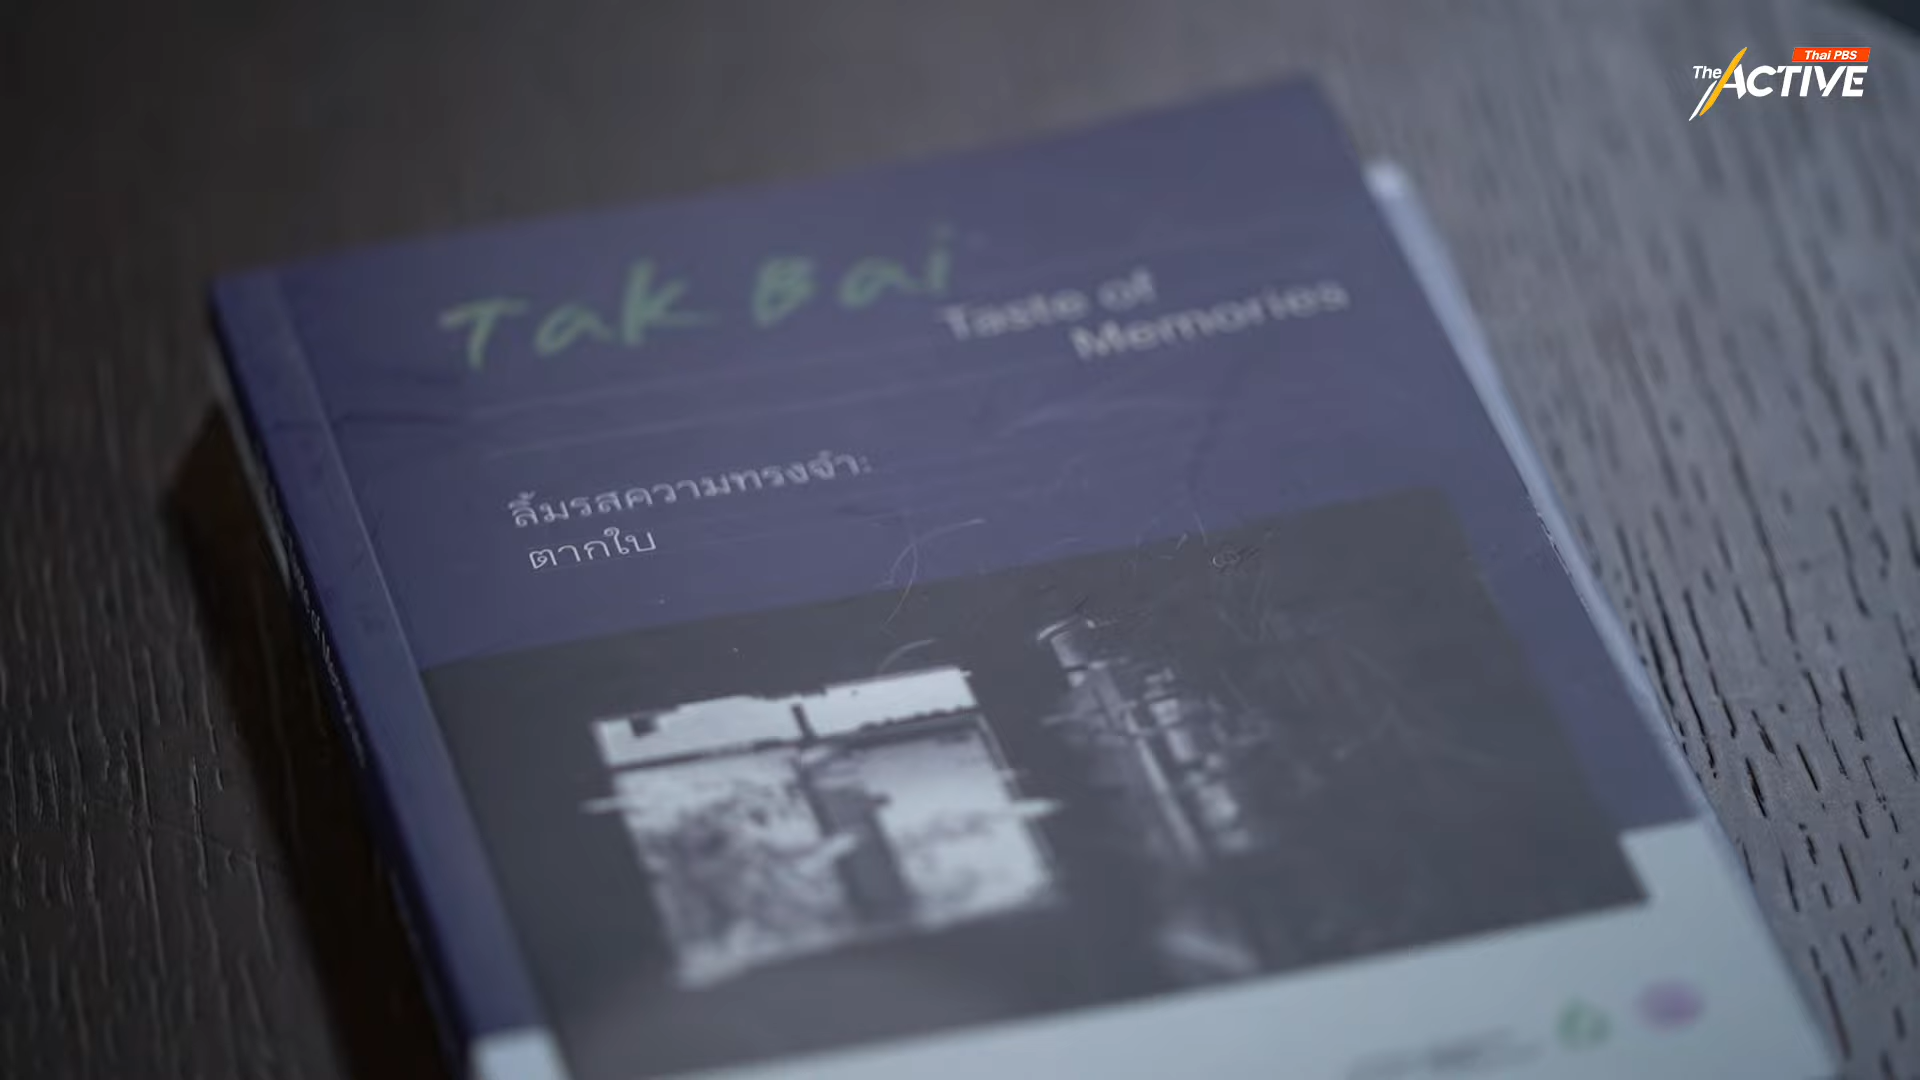 Thai PBS
The ACTIVE
Tak Bai
Taste of
Memories
ลิ้มรสความทรงจำ:
ตากใบ